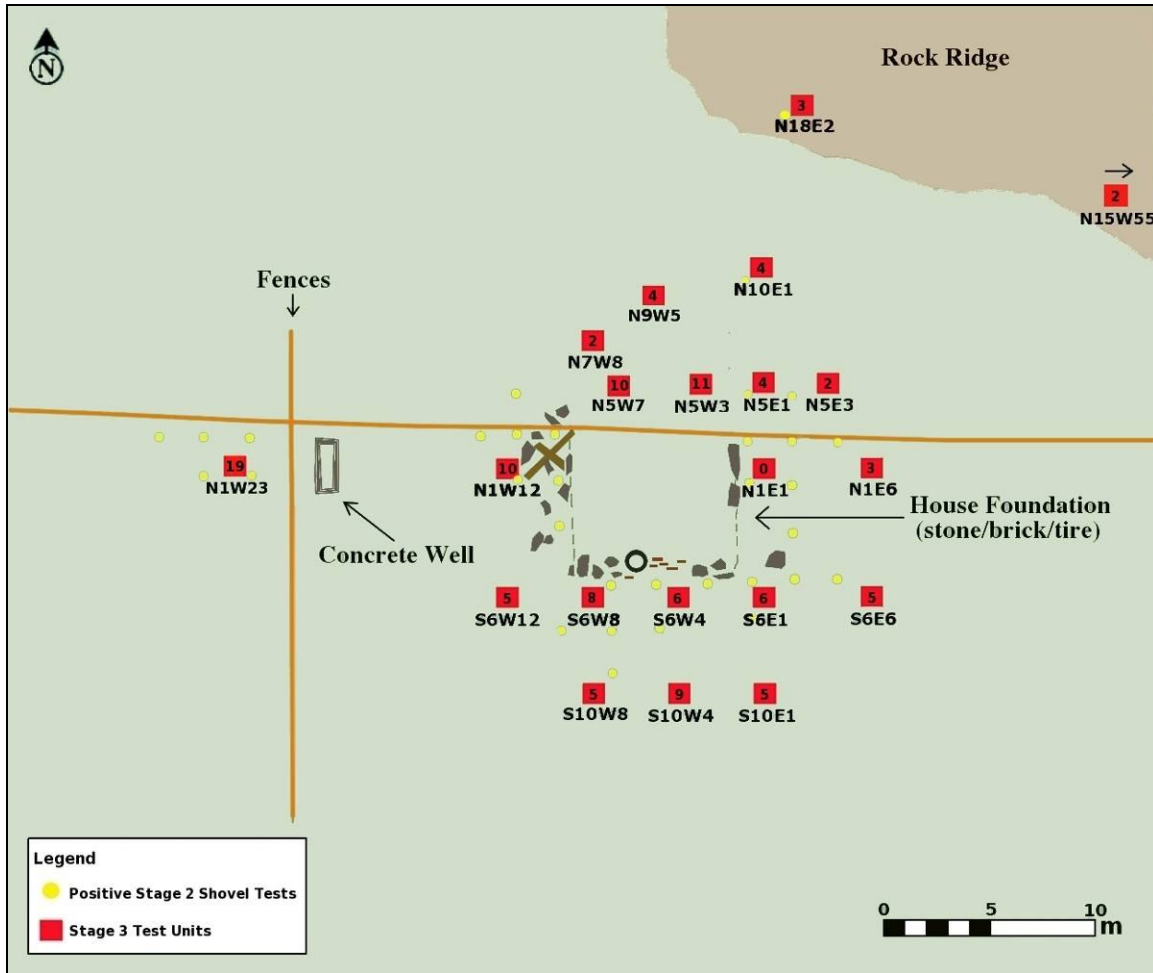 N
Rock Ridge
3
N18E2
2
N15W55
4
N10E1
Fences
4
N9W5
2
N7W8
10
N5W7
11
N5W3
4
N5E1
2
N5E3
19
N1W23
10
N1W12
0
N1E1
3
N1E6
House Foundation
(stone/brick/tire)
Concrete Well
5
S6W12
8
S6W8
6
S6W4
6
S6E1
5
S6E6
5
S10W8
9
S10W4
5
S10E1
Legend
Positive Stage 2 Shovel Tests
Stage 3 Test Units
0 5 10
m